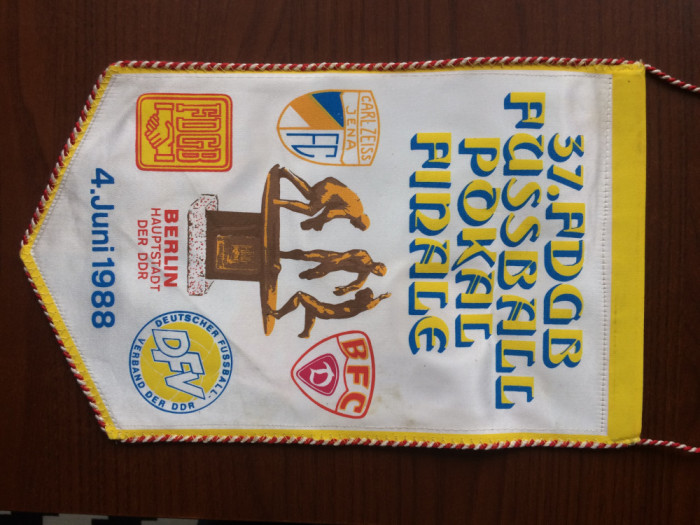 37. FDGB
FUSSBALL
POKAL
FINALE
CARL ZEISS
JENA
FC
BFC
D
FDGB
BERLIN
HAUPTSTADT
DER DDR
DEUTSCHER FUSSBALL-
VERBAND DER DDR
DFV
4. Juni 1988